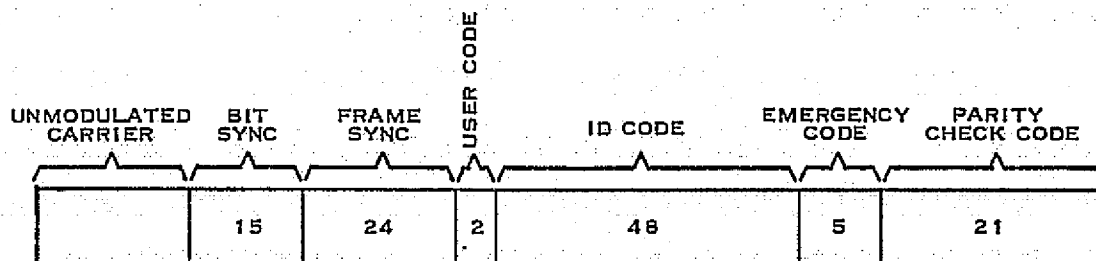 USER CODE
UNMODULATED CARRIER
BIT SYNC
FRAME SYNC
ID CODE
EMERGENCY CODE
PARITY CHECK CODE
15 24 2 48 5 21